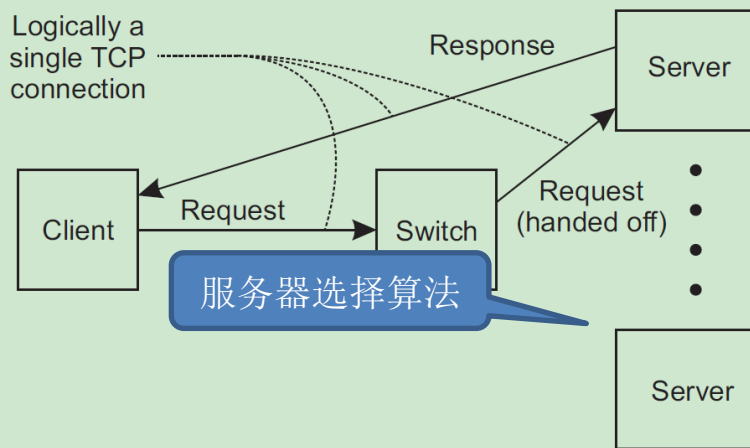 Logically a
single TCP
connection
Response
Server
Client
Request
Switch
Request
(handed off)
服务器选择算法
Server